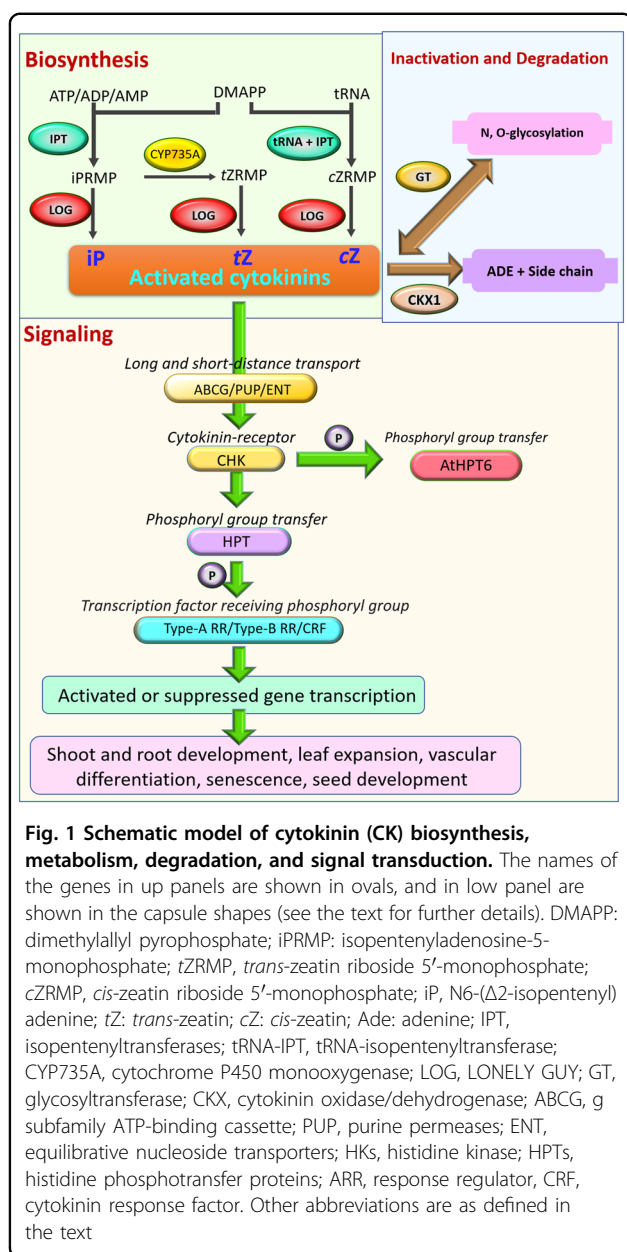 Biosynthesis
ATP/ADP/AMP DMAPP tRNA
IPT CYP735A tRNA + IPT
iPRMP tZRMP cZRMP
LOG LOG LOG
iP tZ cZ
Activated cytokinins
Inactivation and Degradation
N, O-glycosylation
GT
ADE + Side chain
CKX1
Signaling
Long and short-distance transport
ABCG/PUP/ENT
Cytokinin-receptor
CHK
P
Phosphoryl group transfer
AtHPT6
Phosphoryl group transfer
HPT
P
Transcription factor receiving phosphoryl group
Type-A RR/Type-B RR/CRF
Activated or suppressed gene transcription
Shoot and root development, leaf expansion, vascular
differentiation, senescence, seed development
Fig. 1 Schematic model of cytokinin (CK) biosynthesis,
metabolism, degradation, and signal transduction. The names of
the genes in up panels are shown in ovals, and in low panel are
shown in the capsule shapes (see the text for further details). DMAPP:
dimethylallyl pyrophosphate; iPRMP: isopentenyladenosine-5-
monophosphate; tZRMP, trans-zeatin riboside 5′-monophosphate;
cZRMP, cis-zeatin riboside 5′-monophosphate; iP, N6-(Δ2-isopentenyl)
adenine; tZ: trans-zeatin; cZ: cis-zeatin; Ade: adenine; IPT,
isopentenyltransferases; tRNA-IPT, tRNA-isopentenyltransferase;
CYP735A, cytochrome P450 monooxygenase; LOG, LONELY GUY; GT,
glycosyltransferase; CKX, cytokinin oxidase/dehydrogenase; ABCG, g
subfamily ATP-binding cassette; PUP, purine permeases; ENT,
equilibrative nucleoside transporters; HKs, histidine kinase; HPTs,
histidine phosphotransfer proteins; ARR, response regulator, CRF,
cytokinin response factor. Other abbreviations are as defined in
the text